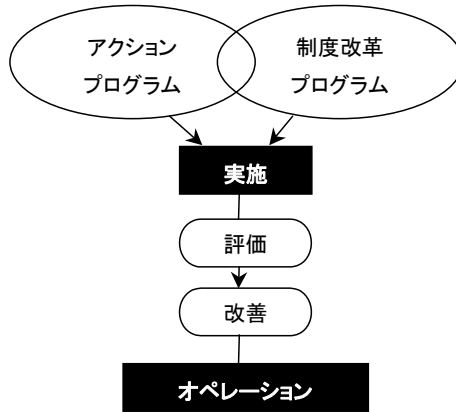 アクション
プログラム
制度改革
プログラム
実施
評価
改善
オペレーション